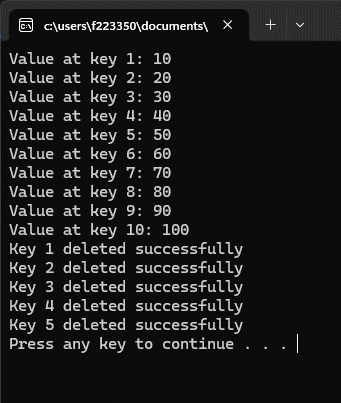 c:\users\f223350\documents\
Value at key 1: 10
Value at key 2: 20
Value at key 3: 30
Value at key 4: 40
Value at key 5: 50
Value at key 6: 60
Value at key 7: 70
Value at key 8: 80
Value at key 9: 90
Value at key 10: 100
Key 1 deleted successfully
Key 2 deleted successfully
Key 3 deleted successfully
Key 4 deleted successfully
Key 5 deleted successfully
Press any key to continue . . .